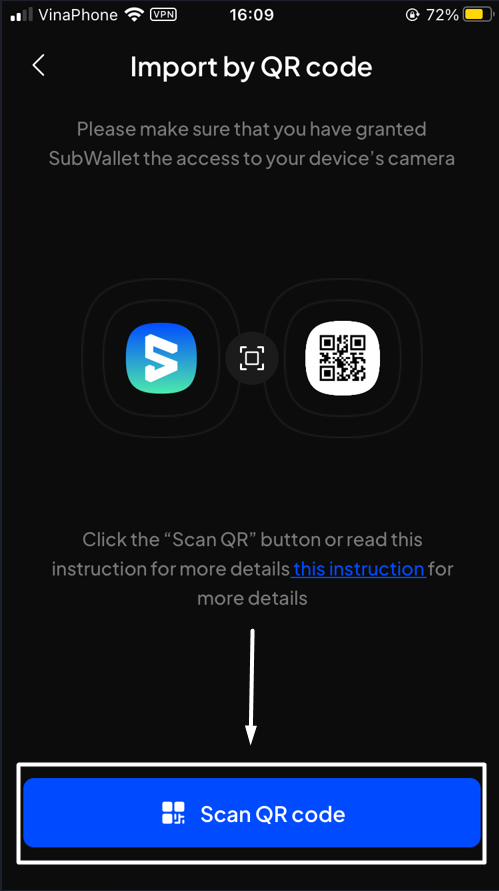 VinaPhone VPN 16:09 72%
Import by QR code
Please make sure that you have granted
SubWallet the access to your device's camera
Click the “Scan QR” button or read this
instruction for more details this instruction for
more details
Scan QR code